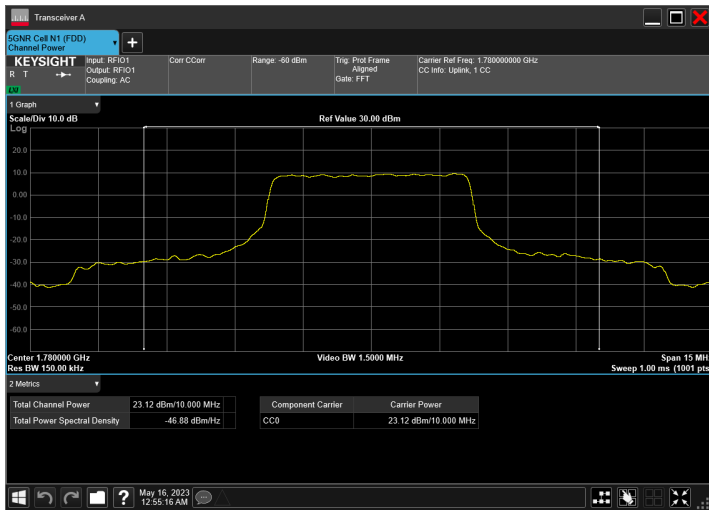 Transceiver A
5GNR Cell N1 (FDD)
Channel Power
KEYSIGHT
R T
LXI
Input: RFIO1
Output: RFIO1
Coupling: AC
Corr CCorr
Range: -60 dBm
Trig: Prot Frame
Aligned
Gate: FFT
Carrier Ref Freq: 1.780000000 GHz
CC Info: Uplink, 1 CC
1 Graph
Scale/Div 10.0 dB
Ref Value 30.00 dBm
Log
20.0
10.0
0.00
-10.0
-20.0
-30.0
-40.0
-50.0
-60.0
Center 1.780000 GHz
Video BW 1.5000 MHz
Span 15 MH
Res BW 150.00 kHz
Sweep 1.00 ms (1001 pts
2 Metrics
Total Channel Power 23.12 dBm/10.000 MHz
Total Power Spectral Density -46.88 dBm/Hz
Component Carrier Carrier Power
CC0 23.12 dBm/10.000 MHz
?
May 16, 2023
12:55:16 AM